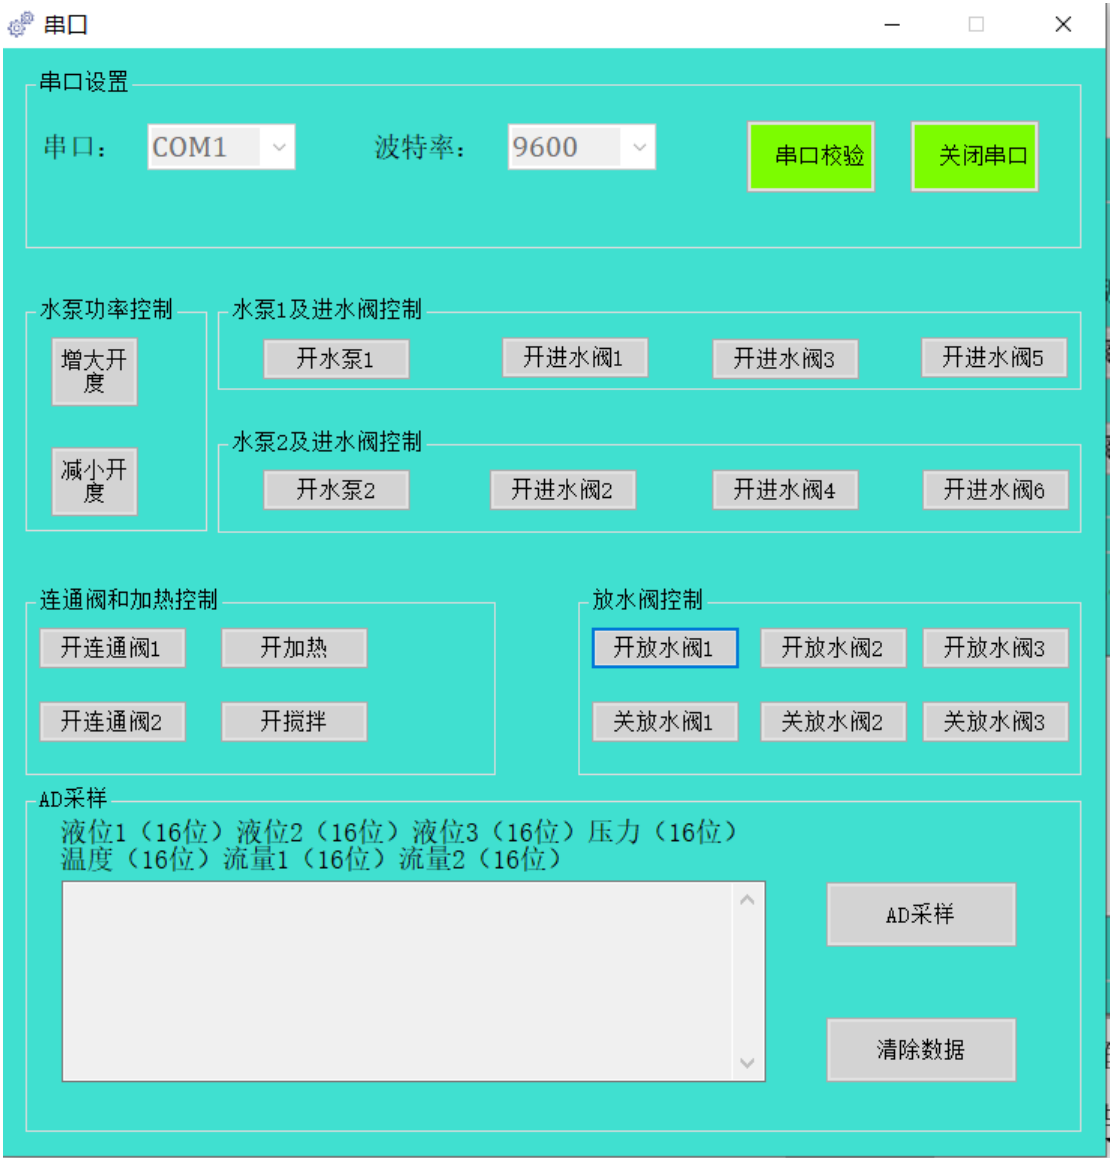 串口
串口设置
串口: COM1 波特率: 9600 串口校验 关闭串口
水泵功率控制
增大开
度
减小开
度
水泵1及进水阀控制
开水泵1 开进水阀1 开进水阀3 开进水阀5
水泵2及进水阀控制
开水泵2 开进水阀2 开进水阀4 开进水阀6
连通阀和加热控制
开连通阀1 开加热
开连通阀2 开搅拌
放水阀控制
开放水阀1 开放水阀2 开放水阀3
关放水阀1 关放水阀2 关放水阀3
AD采样
液位1（16位）液位2（16位）液位3（16位）压力（16位）
温度（16位）流量1（16位）流量2（16位）
AD采样
清除数据